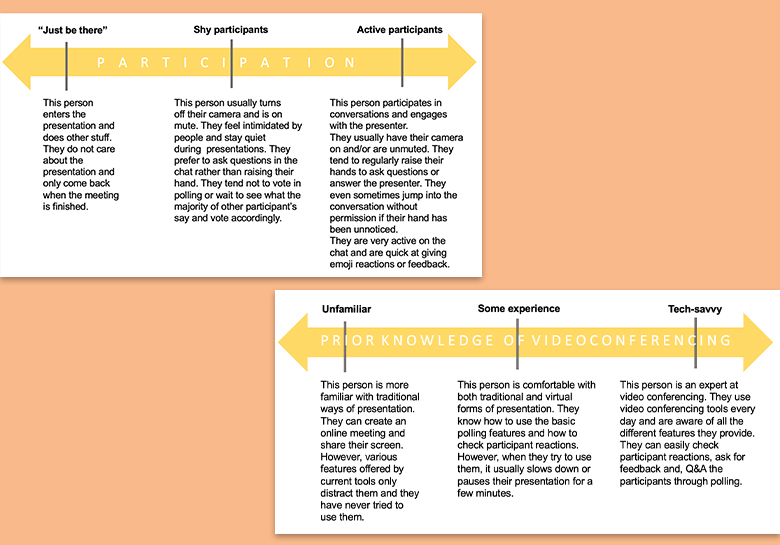 “Just be there”
Shy participants
Active participants
PARTICIPATION
This person
enters the
presentation and
does other stuff.
They do not care
about the
presentation and
only come back
when the meeting
is finished.
This person usually turns
off their camera and is on
mute. They feel intimidated by
people and stay quiet
during presentations. They
prefer to ask questions in the
chat rather than raising their
hand. They tend not to vote in
polling or wait to see what the
majority of other participant’s
say and vote accordingly.
This person participates in
conversations and engages
with the presenter.
They usually have their camera
on and/or are unmuted. They
tend to regularly raise their
hands to ask questions or
answer the presenter. They
even sometimes jump into the
conversation without
permission if their hand has
been unnoticed.
They are very active on the
chat and are quick at giving
emoji reactions or feedback.
Unfamiliar
Some experience
Tech-savvy
PRIOR KNOWLEDGE OF VIDEOCONFERENCING
This person is more
familiar with traditional
ways of presentation.
They can create an
online meeting and
share their screen.
However, various
features offered by
current tools only
distract them and they
have never tried to
use them.
This person is comfortable with
both traditional and virtual
forms of presentation. They
know how to use the basic
polling features and how to
check participant reactions.
However, when they try to use
them, it usually slows down or
pauses their presentation for a
few minutes.
This person is an expert at
video conferencing. They use
video conferencing tools every
day and are aware of all the
different features they provide.
They can easily check
participant reactions, ask for
feedback and, Q&A the
participants through polling.